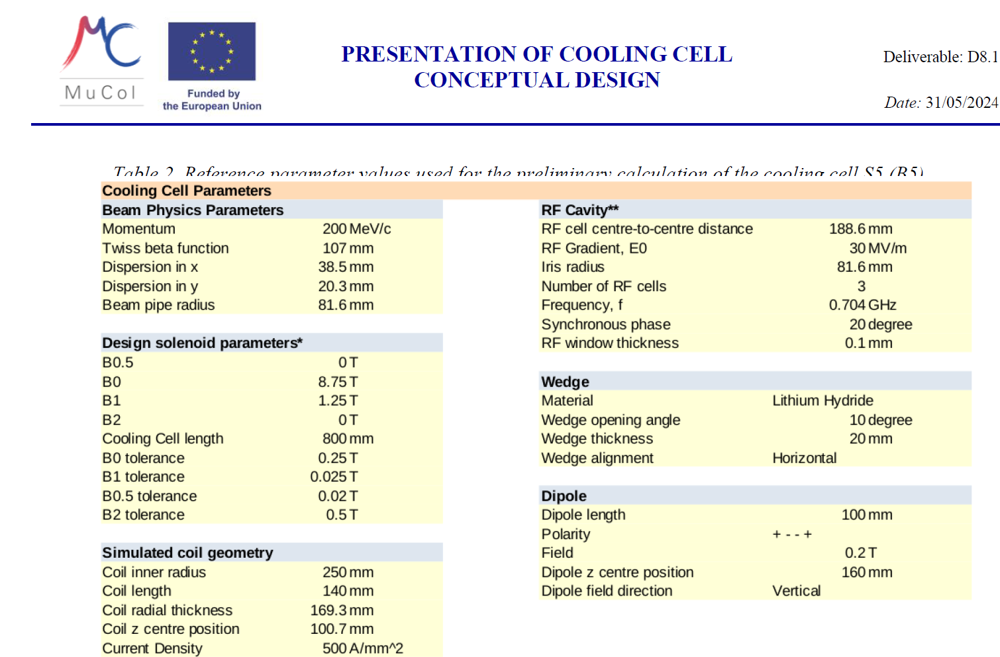 MuCol
Funded by
the European Union
PRESENTATION OF COOLING CELL
CONCEPTUAL DESIGN
Deliverable: D8.1
Date: 31/05/2024
Table 2. Reference parameter values used for the preliminary calculation of the cooling cell S5 (B5)
Cooling Cell Parameters
Beam Physics Parameters
Momentum 200 MeV/c
Twiss beta function 107 mm
Dispersion in x 38.5 mm
Dispersion in y 20.3 mm
Beam pipe radius 81.6 mm
Design solenoid parameters*
B0.5 0 T
B0 8.75 T
B1 1.25 T
B2 0 T
Cooling Cell length 800 mm
B0 tolerance 0.25 T
B1 tolerance 0.025 T
B0.5 tolerance 0.02 T
B2 tolerance 0.5 T
Simulated coil geometry
Coil inner radius 250 mm
Coil length 140 mm
Coil radial thickness 169.3 mm
Coil z centre position 100.7 mm
Current Density 500 A/mm^2
RF Cavity**
RF cell centre-to-centre distance 188.6 mm
RF Gradient, E0 30 MV/m
Iris radius 81.6 mm
Number of RF cells 3
Frequency, f 0.704 GHz
Synchronous phase 20 degree
RF window thickness 0.1 mm
Wedge
Material Lithium Hydride
Wedge opening angle 10 degree
Wedge thickness 20 mm
Wedge alignment Horizontal
Dipole
Dipole length 100 mm
Polarity + - - +
Field 0.2 T
Dipole z centre position 160 mm
Dipole field direction Vertical